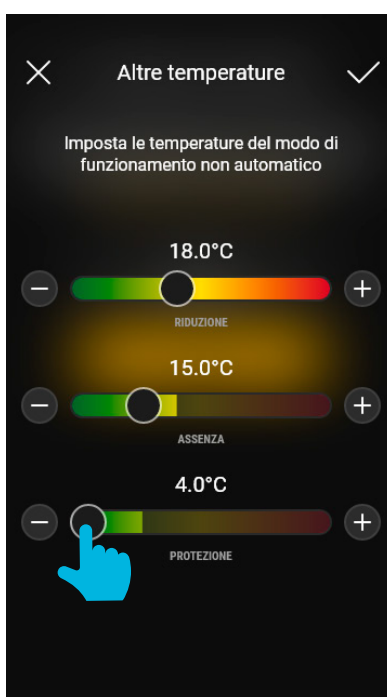 Altre temperature
Imposta le temperature del modo di
funzionamento non automatico
18.0°C
RIDUZIONE
15.0°C
ASSENZA
4.0°C
PROTEZIONE